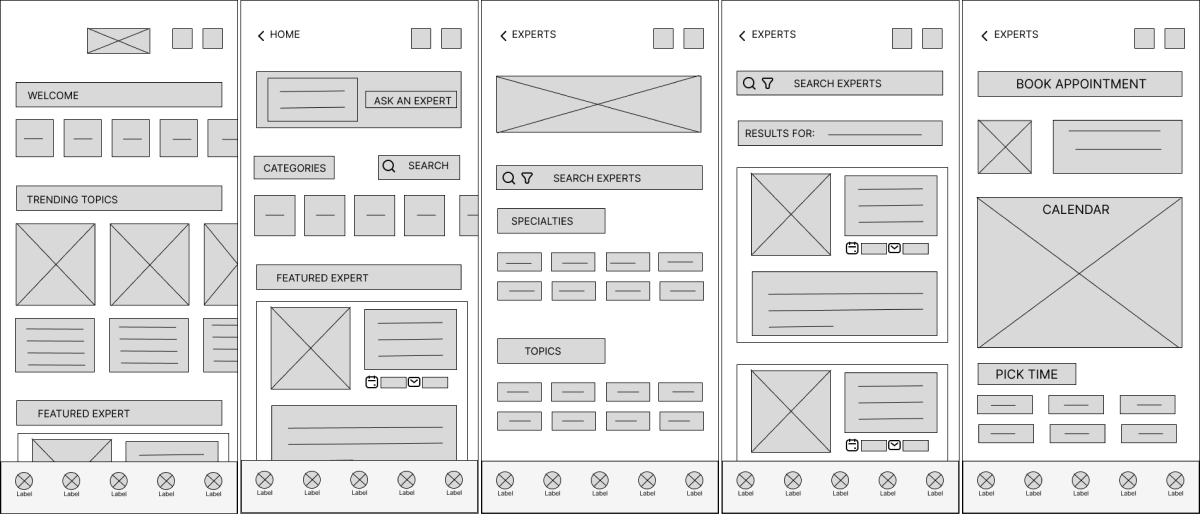 WELCOME
TRENDING TOPICS
FEATURED EXPERT
Label Label Label Label Label
HOME
ASK AN EXPERT
CATEGORIES SEARCH
FEATURED EXPERT
Label Label Label Label Label
EXPERTS
SEARCH EXPERTS
SPECIALTIES
TOPICS
Label Label Label Label Label
EXPERTS
SEARCH EXPERTS
RESULTS FOR:
Label Label Label Label Label
EXPERTS
BOOK APPOINTMENT
CALENDAR
PICK TIME
Label Label Label Label Label